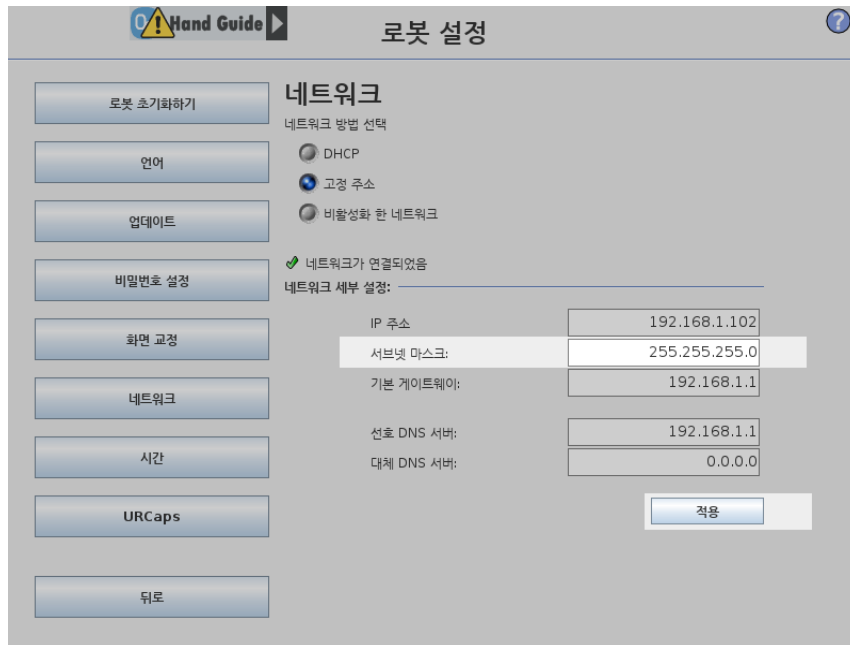 Hand Guide
로봇 설정
?
로봇 초기화하기
언어
업데이트
비밀번호 설정
화면 교정
네트워크
시간
URCaps
뒤로
네트워크
네트워크 방법 선택
DHCP
고정 주소
비활성화 한 네트워크
네트워크가 연결되었음
네트워크 세부 설정:
IP 주소 192.168.1.102
서브넷 마스크: 255.255.255.0
기본 게이트웨이: 192.168.1.1
선호 DNS 서버: 192.168.1.1
대체 DNS 서버: 0.0.0.0
적용